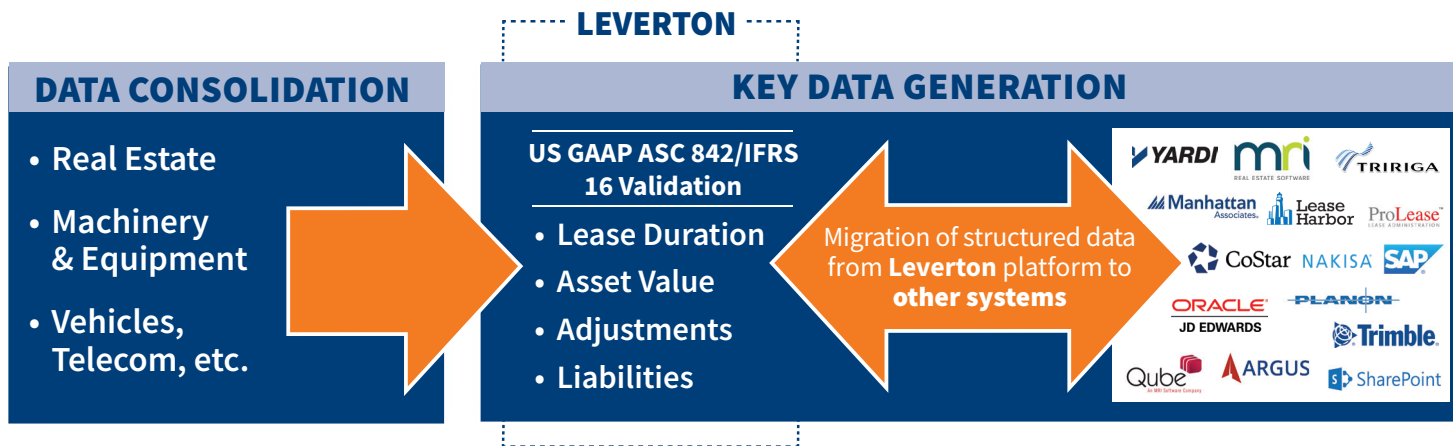 LEVERTON
DATA CONSOLIDATION
• Real Estate
• Machinery
& Equipment
• Vehicles,
Telecom, etc.
KEY DATA GENERATION
US GAAP ASC 842/IFRS
16 Validation
• Lease Duration
• Asset Value
• Adjustments
• Liabilities
Migration of structured data
from Leverton platform to
other systems
YARDI
mri
REAL ESTATE SOFTWARE
TRIRIGA
Manhattan
Associates.
Lease
Harbor
ProLease™
LEASE ADMINISTRATION
CoStar
NAKISA
SAP
ORACLE
JD EDWARDS
PLANON
Trimble.
Qube
An MRI Software Company
ARGUS
S SharePoint